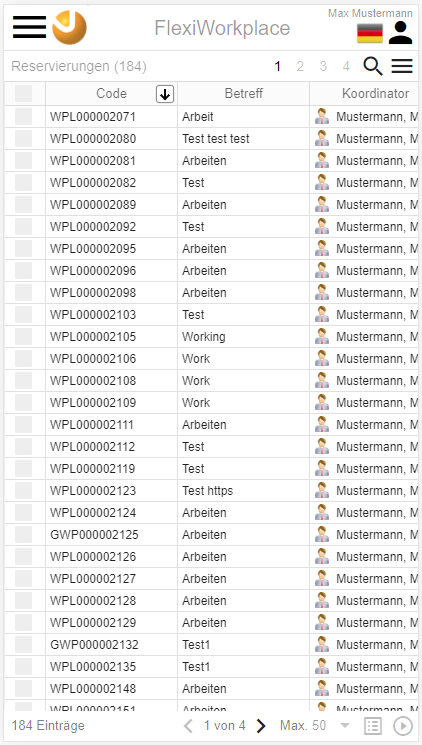 Max Mustermann
FlexiWorkplace
Reservierungen (184) 1 2 3 4
Code Betreff Koordinator
WPL000002071 Arbeit Mustermann, M
WPL000002080 Test test test Mustermann, M
WPL000002081 Arbeiten Mustermann, M
WPL000002082 Test Mustermann, M
WPL000002089 Arbeiten Mustermann, M
WPL000002092 Test Mustermann, M
WPL000002095 Arbeiten Mustermann, M
WPL000002096 Arbeiten Mustermann, M
WPL000002098 Arbeiten Mustermann, M
WPL000002103 Test Mustermann, M
WPL000002105 Working Mustermann, M
WPL000002106 Work Mustermann, M
WPL000002108 Work Mustermann, M
WPL000002109 Work Mustermann, M
WPL000002111 Arbeiten Mustermann, M
WPL000002112 Test Mustermann, M
WPL000002119 Test Mustermann, M
WPL000002123 Test https Mustermann, M
WPL000002124 Arbeiten Mustermann, M
GWP000002125 Arbeiten Mustermann, M
WPL000002126 Arbeiten Mustermann, M
WPL000002127 Arbeiten Mustermann, M
WPL000002128 Arbeiten Mustermann, M
WPL000002129 Arbeiten Mustermann, M
GWP000002132 Test1 Mustermann, M
WPL000002135 Test1 Mustermann, M
WPL000002148 Arbeiten Mustermann, M
WPL000002151 Arbeiten Mustermann, M
184 Einträge 1 von 4 Max. 50